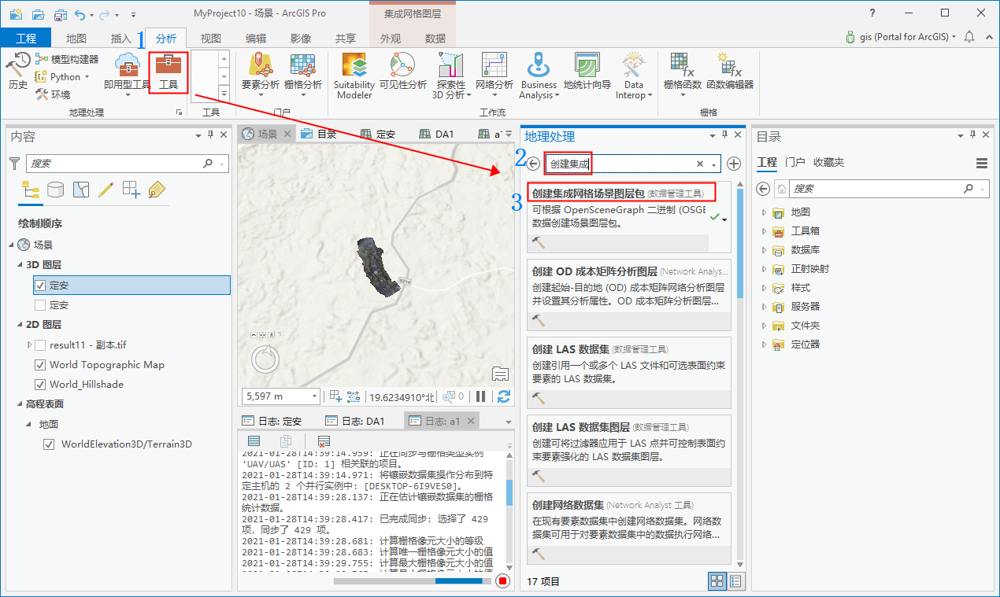 MyProject10 - 场景 - ArcGIS Pro
集成网格图层
?
工程
地图
插入
1
分析
视图
编辑
影像
共享
外观
数据
gis (Portal for ArcGIS)
历史
模型构建器
Python
环境
即用型工具
工具
要素分析
栅格分析
Suitability
Modeler
可见性分析
探索性
3D 分析
网络分析
Business
Analysis
地统计向导
Data
Interop
栅格函数
函数编辑器
地理处理
工具
门户
工作流
栅格
内容
搜索
绘制顺序
场景
3D 图层
定安
定安
2D 图层
result11 - 副本.tif
World Topographic Map
World_Hillshade
高程表面
地面
WorldElevation3D/Terrain3D
场景
目录
定安
DA1
a
S214
5,597 m
19.6234910°北
0
日志: 定安
日志: DA1
日志: a1
2021-01-28T14:39:14.959: 正在同步与栅格类型实例
'UAV/UAS' [ID: 1] 相关联的项目。
2021-01-28T14:39:14.971: 将镶嵌数据集操作分布到特
定主机的 2 个并行实例中: [DESKTOP-6I9VES0]。
2021-01-28T14:39:28.137: 正在估计镶嵌数据集的栅格
统计数据。
2021-01-28T14:39:28.417: 已完成同步: 选择了 429
项, 同步了 429 项。
2021-01-28T14:39:28.681: 计算栅格像元大小的等级
2021-01-28T14:39:28.683: 计算唯一栅格像元大小的值
2021-01-28T14:39:29.755: 计算最大栅格像元大小的值
地理处理
2
创建集成
3
创建集成网格场景图层包 (数据管理工具)
可根据 OpenSceneGraph 二进制 (OSGB
数据创建场景图层包。
创建 OD 成本矩阵分析图层 (Network Analys...
创建起始-目的地 (OD) 成本矩阵网络分析图层
并设置其分析属性。OD 成本矩阵分析图层...
创建 LAS 数据集 (数据管理工具)
创建引用一个或多个 LAS 文件和可选表面约束
要素的 LAS 数据集。
创建 LAS 数据集图层 (数据管理工具)
创建可将过滤器应用于 LAS 点并可控制表面约
束要素强化的 LAS 数据集图层。
创建网络数据集 (Network Analyst 工具)
在现有要素数据集中创建网络数据集。网络数
据集可用于对要素数据集中的数据执行网络...
17 项目
目录
工程
门户
收藏夹
搜索
地图
工具箱
数据库
正射映射
样式
服务器
文件夹
定位器